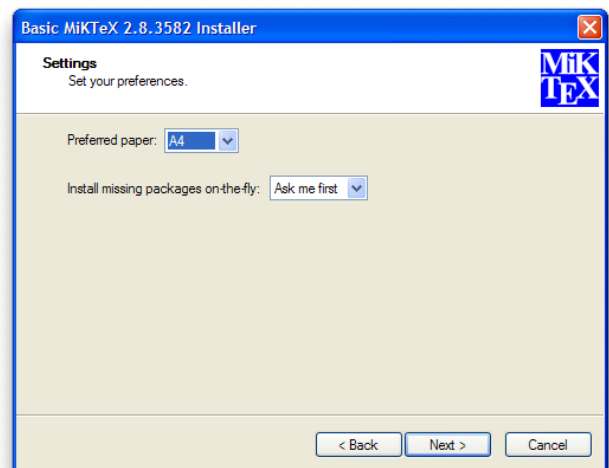 Basic MiKTeX 2.8.3582 Installer
Settings
Set your preferences.
MiK
TEX
Preferred paper: A4
Install missing packages on-the-fly: Ask me first
< Back Next > Cancel